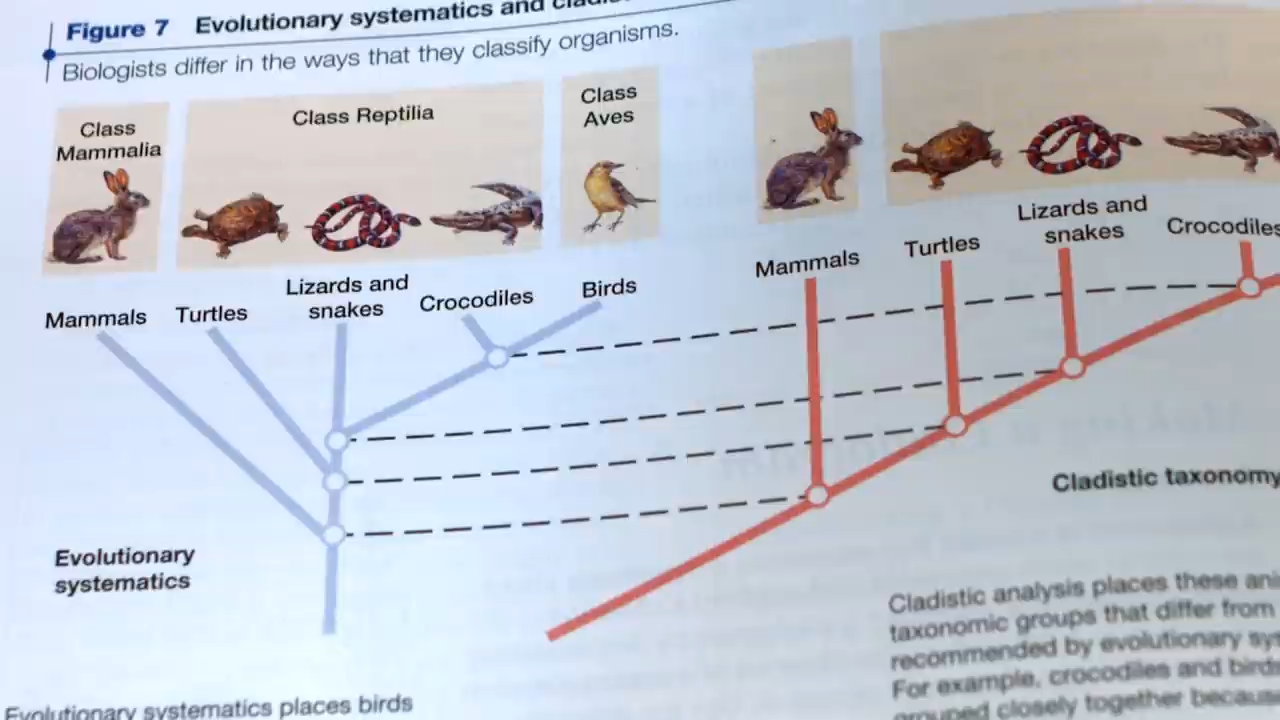 Figure 7 Evolutionary systematics and
Biologists differ in the ways that they classify organisms.
Class
Mammalia
Class Reptilia
Class
Aves
Mammals
Turtles
Lizards and
snakes
Crocodiles
Birds
Evolutionary
systematics
Evolutionary systematics places birds
Mammals
Turtles
Lizards and
snakes
Crocodiles
Cladistic taxonomy
Cladistic analysis places these
taxonomic groups that differ from
recommended by evolutionary
For example, crocodiles and birds
grouped closely together